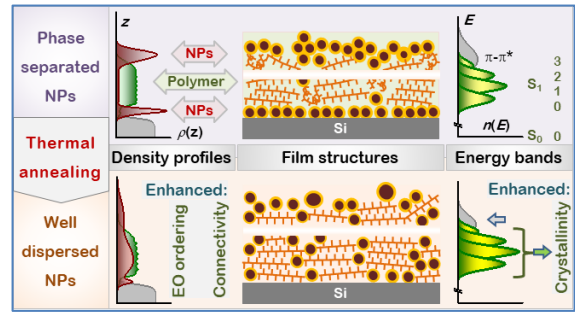 Phase
separated
NPs
Thermal
annealing
Well
dispersed
NPs
z
NPs
Polymer
NPs
ρ(z)
Si
E
π-π*
S₁
3
2
1
0
S₀ 0
n(E)
Density profiles
Film structures
Energy bands
Enhanced:
EO ordering
Connectivity
Si
Enhanced:
Crystallinity